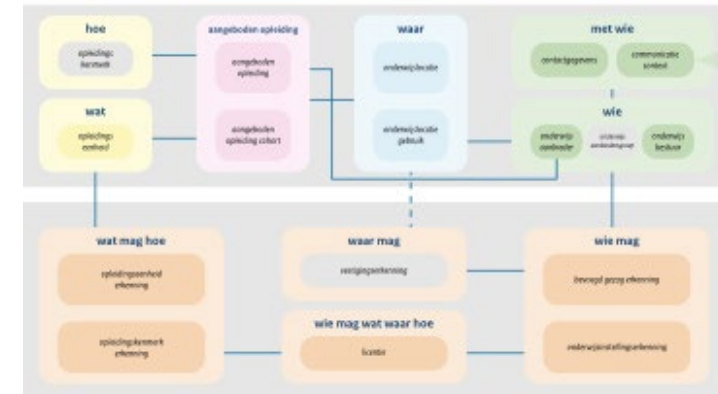 hoe
opleidings
kenmerk
wat
opleidings
eenheid
aangeboden opleiding
aangeboden
opleiding
aangeboden
opleiding cohort
waar
onderwijslocatie
onderwijslocatie
gebruik
met wie
contactgegevens
communicatie
context
wie
onderwijs
aanbieder
onderwijs
onderwijs
bestuur
wat mag hoe
opleidingseenheid
erkenning
opleidingskenmerk
erkenning
waar mag
vestigingserkenning
wie mag wat waar hoe
licentie
wie mag
bevoegd gezag erkenning
onderwijsinstellingserkenning